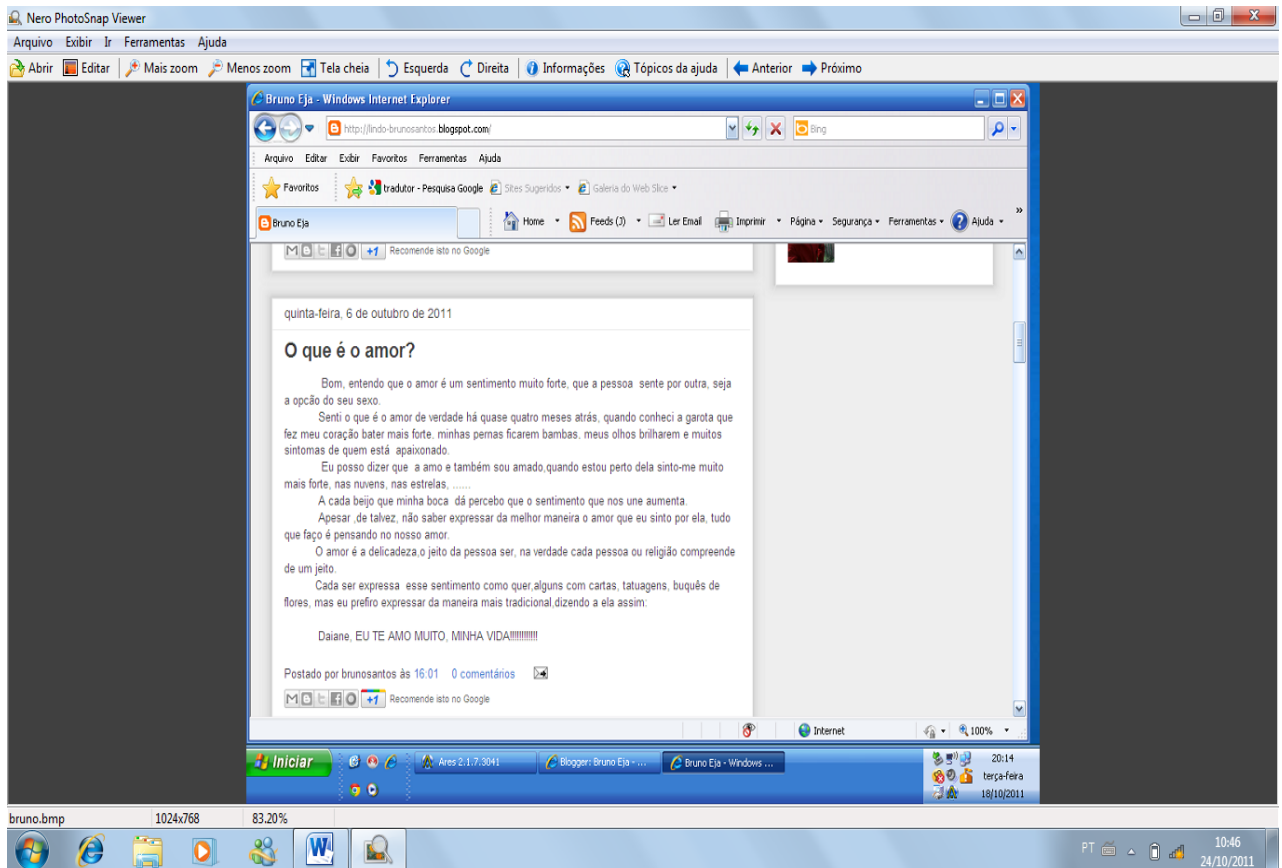 Nero PhotoSnap Viewer
Arquivo Exibir Ir Ferramentas Ajuda
Abrir Editar Mais zoom Menos zoom Tela cheia Esquerda Direita Informações Tópicos da ajuda Anterior Próximo
Bruno Eja - Windows Internet Explorer
http://lindo-brunosantos.blogspot.com/ Bing
Arquivo Editar Exibir Favoritos Ferramentas Ajuda
Favoritos tradutor - Pesquisa Google Sites Sugeridos Galeria do Web Slice
Bruno Eja Home Feeds (J) Ler Email Imprimir Página Segurança Ferramentas Ajuda »
+1 Recomende isto no Google
quinta-feira, 6 de outubro de 2011
O que é o amor?
Bom, entendo que o amor é um sentimento muito forte, que a pessoa sente por outra, seja
a opcão do seu sexo.
Senti o que é o amor de verdade há quase quatro meses atrás, quando conheci a garota que
fez meu coração bater mais forte. minhas pernas ficarem bambas. meus olhos brilharem e muitos
sintomas de quem está apaixonado.
Eu posso dizer que a amo e também sou amado,quando estou perto dela sinto-me muito
mais forte, nas nuvens, nas estrelas, ......
A cada beijo que minha boca dá percebo que o sentimento que nos une aumenta.
Apesar ,de talvez, não saber expressar da melhor maneira o amor que eu sinto por ela, tudo
que faço é pensando no nosso amor.
O amor é a delicadeza,o jeito da pessoa ser, na verdade cada pessoa ou religião compreende
de um jeito.
Cada ser expressa esse sentimento como quer,alguns com cartas, tatuagens, buquês de
flores, mas eu prefiro expressar da maneira mais tradicional,dizendo a ela assim:
Daiane, EU TE AMO MUITO, MINHA VIDA!!!!!!!!!!!!
Postado por brunosantos às 16:01 0 comentários
+1 Recomende isto no Google
Internet 100%
Iniciar Ares 2.1.7.3041 Blogger: Bruno Eja - ... Bruno Eja - Windows ... 20:14
terça-feira
18/10/2011
bruno.bmp 1024x768 83.20%
PT 10:46
24/10/2011